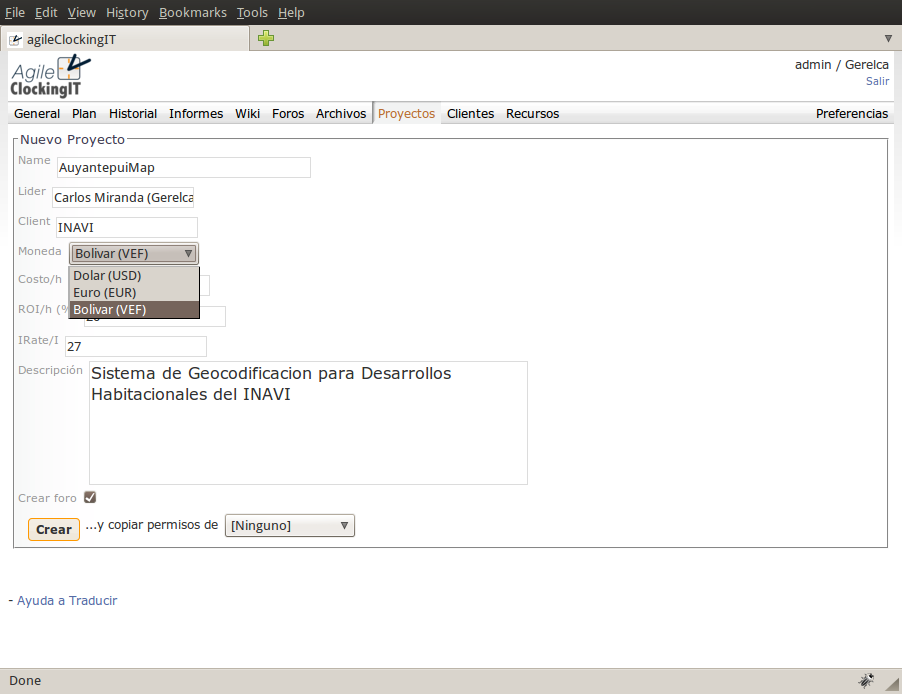 File Edit View History Bookmarks Tools Help
agileClockingIT
Agile
ClockingIT
admin / Gerelca
Salir
General Plan Historial Informes Wiki Foros Archivos Proyectos Clientes Recursos Preferencias
Nuevo Proyecto
Name AuyantepuiMap
Lider Carlos Miranda (Gerelca
Client INAVI
Moneda Bolivar (VEF)
Dolar (USD)
Costo/h
Euro (EUR)
Bolivar (VEF)
ROI/h (%
IRate/I 27
Descripción Sistema de Geocodificacion para Desarrollos
Habitacionales del INAVI
Crear foro
Crear ...y copiar permisos de [Ninguno]
- Ayuda a Traducir
Done